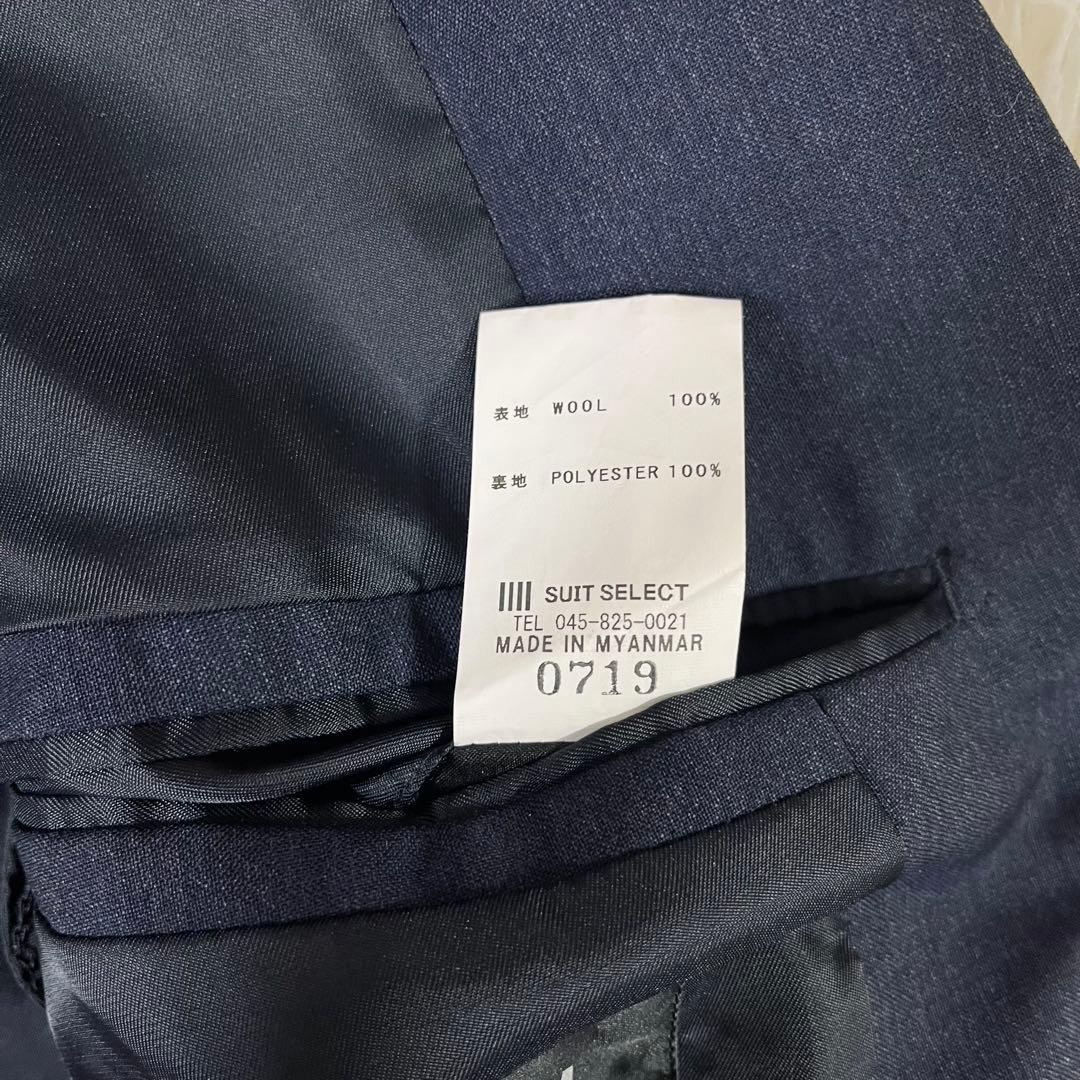 表地 WOOL 100%
裏地 POLYESTER 100%
SUIT SELECT
TEL 045-825-0021
MADE IN MYANMAR
0719